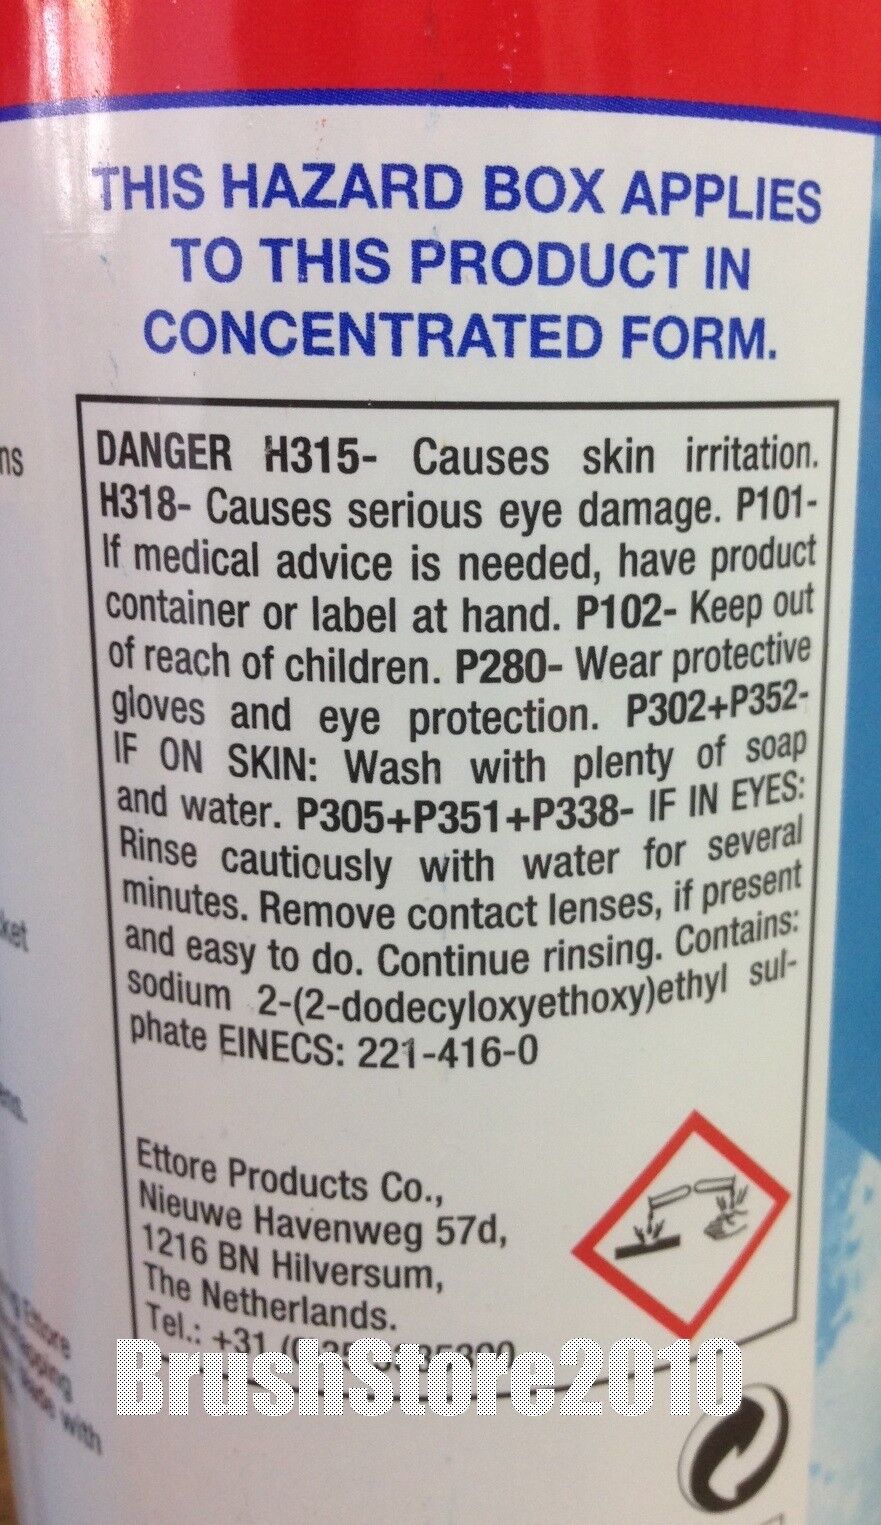 THIS HAZARD BOX APPLIES
TO THIS PRODUCT IN
CONCENTRATED FORM.
DANGER H315- Causes skin irritation.
H318- Causes serious eye damage. P101-
If medical advice is needed, have product
container or label at hand. P102- Keep out
of reach of children. P280- Wear protective
gloves and eye protection. P302+P352-
IF ON SKIN: Wash with plenty of soap
and water. P305+P351+P338- IF IN EYES:
Rinse cautiously with water for several
minutes. Remove contact lenses, if present
and easy to do. Continue rinsing. Contains:
sodium 2-(2-dodecyloxyethoxy)ethyl sul-
phate EINECS: 221-416-0
Ettore Products Co.,
Nieuwe Havenweg 57d,
1216 BN Hilversum,
The Netherlands.
Tel.: +31
BrushStore2010
Ettore
with